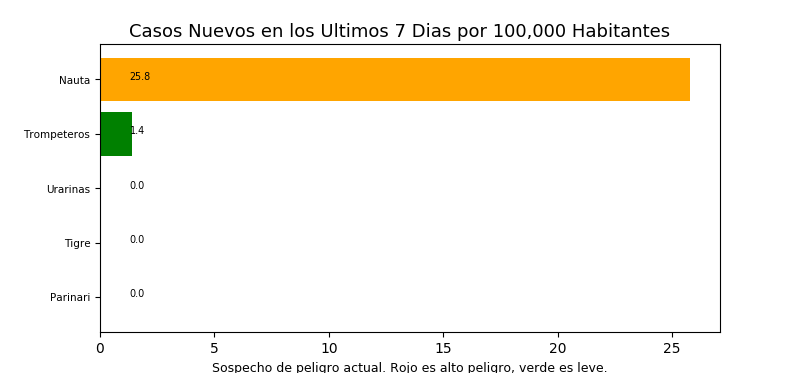 Casos Nuevos en los Ultimos 7 Dias por 100,000 Habitantes
Nauta 25.8
Trompeteros 1.4
Urarinas 0.0
Tigre 0.0
Parinari 0.0
0 5 10 15 20 25
Sospecho de peligro actual. Rojo es alto peligro, verde es leve.